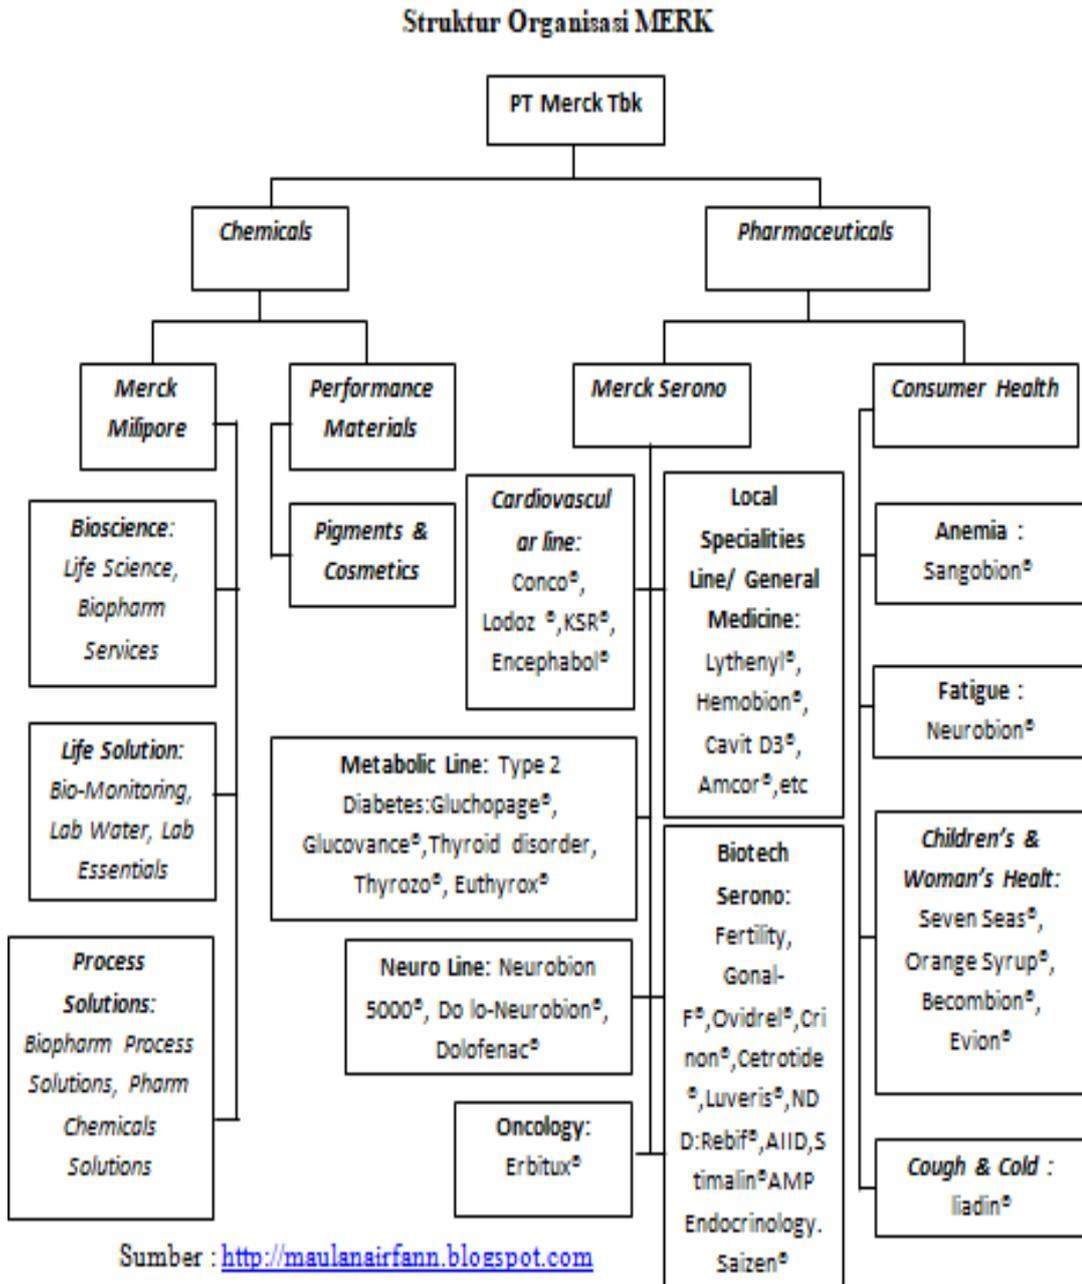 Struktur Organisasi MERK
PT Merck Tbk
Chemicals
Pharmaceuticals
Merck
Milipore
Performance
Materials
Merck Serono
Consumer Health
Bioscience:
Life Science,
Biopharm
Services
Pigments &
Cosmetics
Cardiovascul
ar line:
Conco®,
Lodoz ®,KSR®,
Encephabol®
Local
Specialities
Line/ General
Medicine:
Lythenyl®,
Hemobion®,
Cavit D3®,
Amcor®,etc
Anemia :
Sangobion®
Fatigue :
Neurobion®
Life Solution:
Bio-Monitoring,
Lab Water, Lab
Essentials
Metabolic Line: Type 2
Diabetes:Gluchopage®,
Glucovance®,Thyroid disorder,
Thyrozo®, Euthyrox®
Biotech
Serono:
Fertility,
Gonal-
F®,Ovidrel®,Cri
non®,Cetrotide
®,Luveris®,ND
D:Rebif®,AIID,S
timalin®AMP
Endocrinology.
Saizen®
Children's &
Woman's Healt:
Seven Seas®,
Orange Syrup®,
Becombion®,
Evion®
Process
Solutions:
Biopharm Process
Solutions, Pharm
Chemicals
Solutions
Neuro Line: Neurobion
5000®, Do lo-Neurobion®,
Dolofenac®
Oncology:
Erbitux®
Cough & Cold :
liadin®
Sumber : http://maulanairfann.blogspot.com